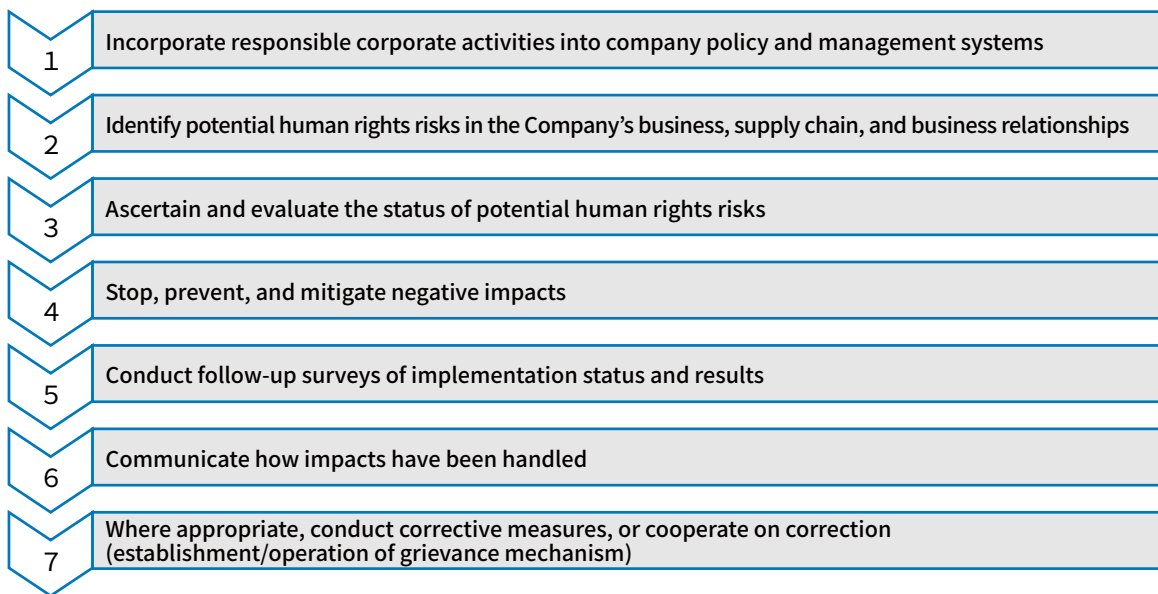 1
Incorporate responsible corporate activities into company policy and management systems
2
Identify potential human rights risks in the Company’s business, supply chain, and business relationships
3
Ascertain and evaluate the status of potential human rights risks
4
Stop, prevent, and mitigate negative impacts
5
Conduct follow-up surveys of implementation status and results
6
Communicate how impacts have been handled
7
Where appropriate, conduct corrective measures, or cooperate on correction
(establishment/operation of grievance mechanism)